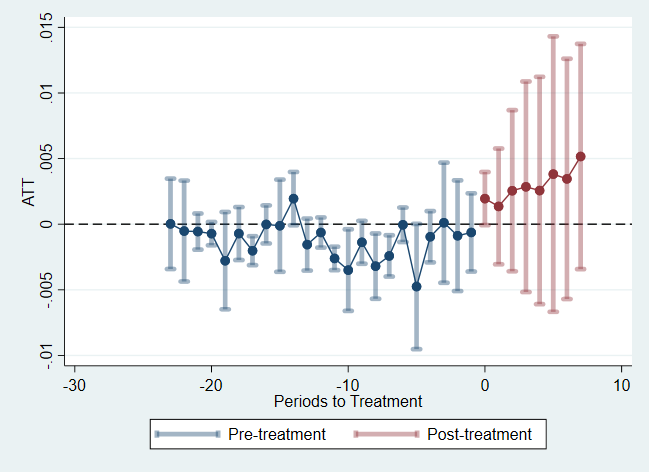 .015
.01
.005
0
-.005
-.01
ATT
-30
-20
-10
0
10
Periods to Treatment
Pre-treatment
Post-treatment